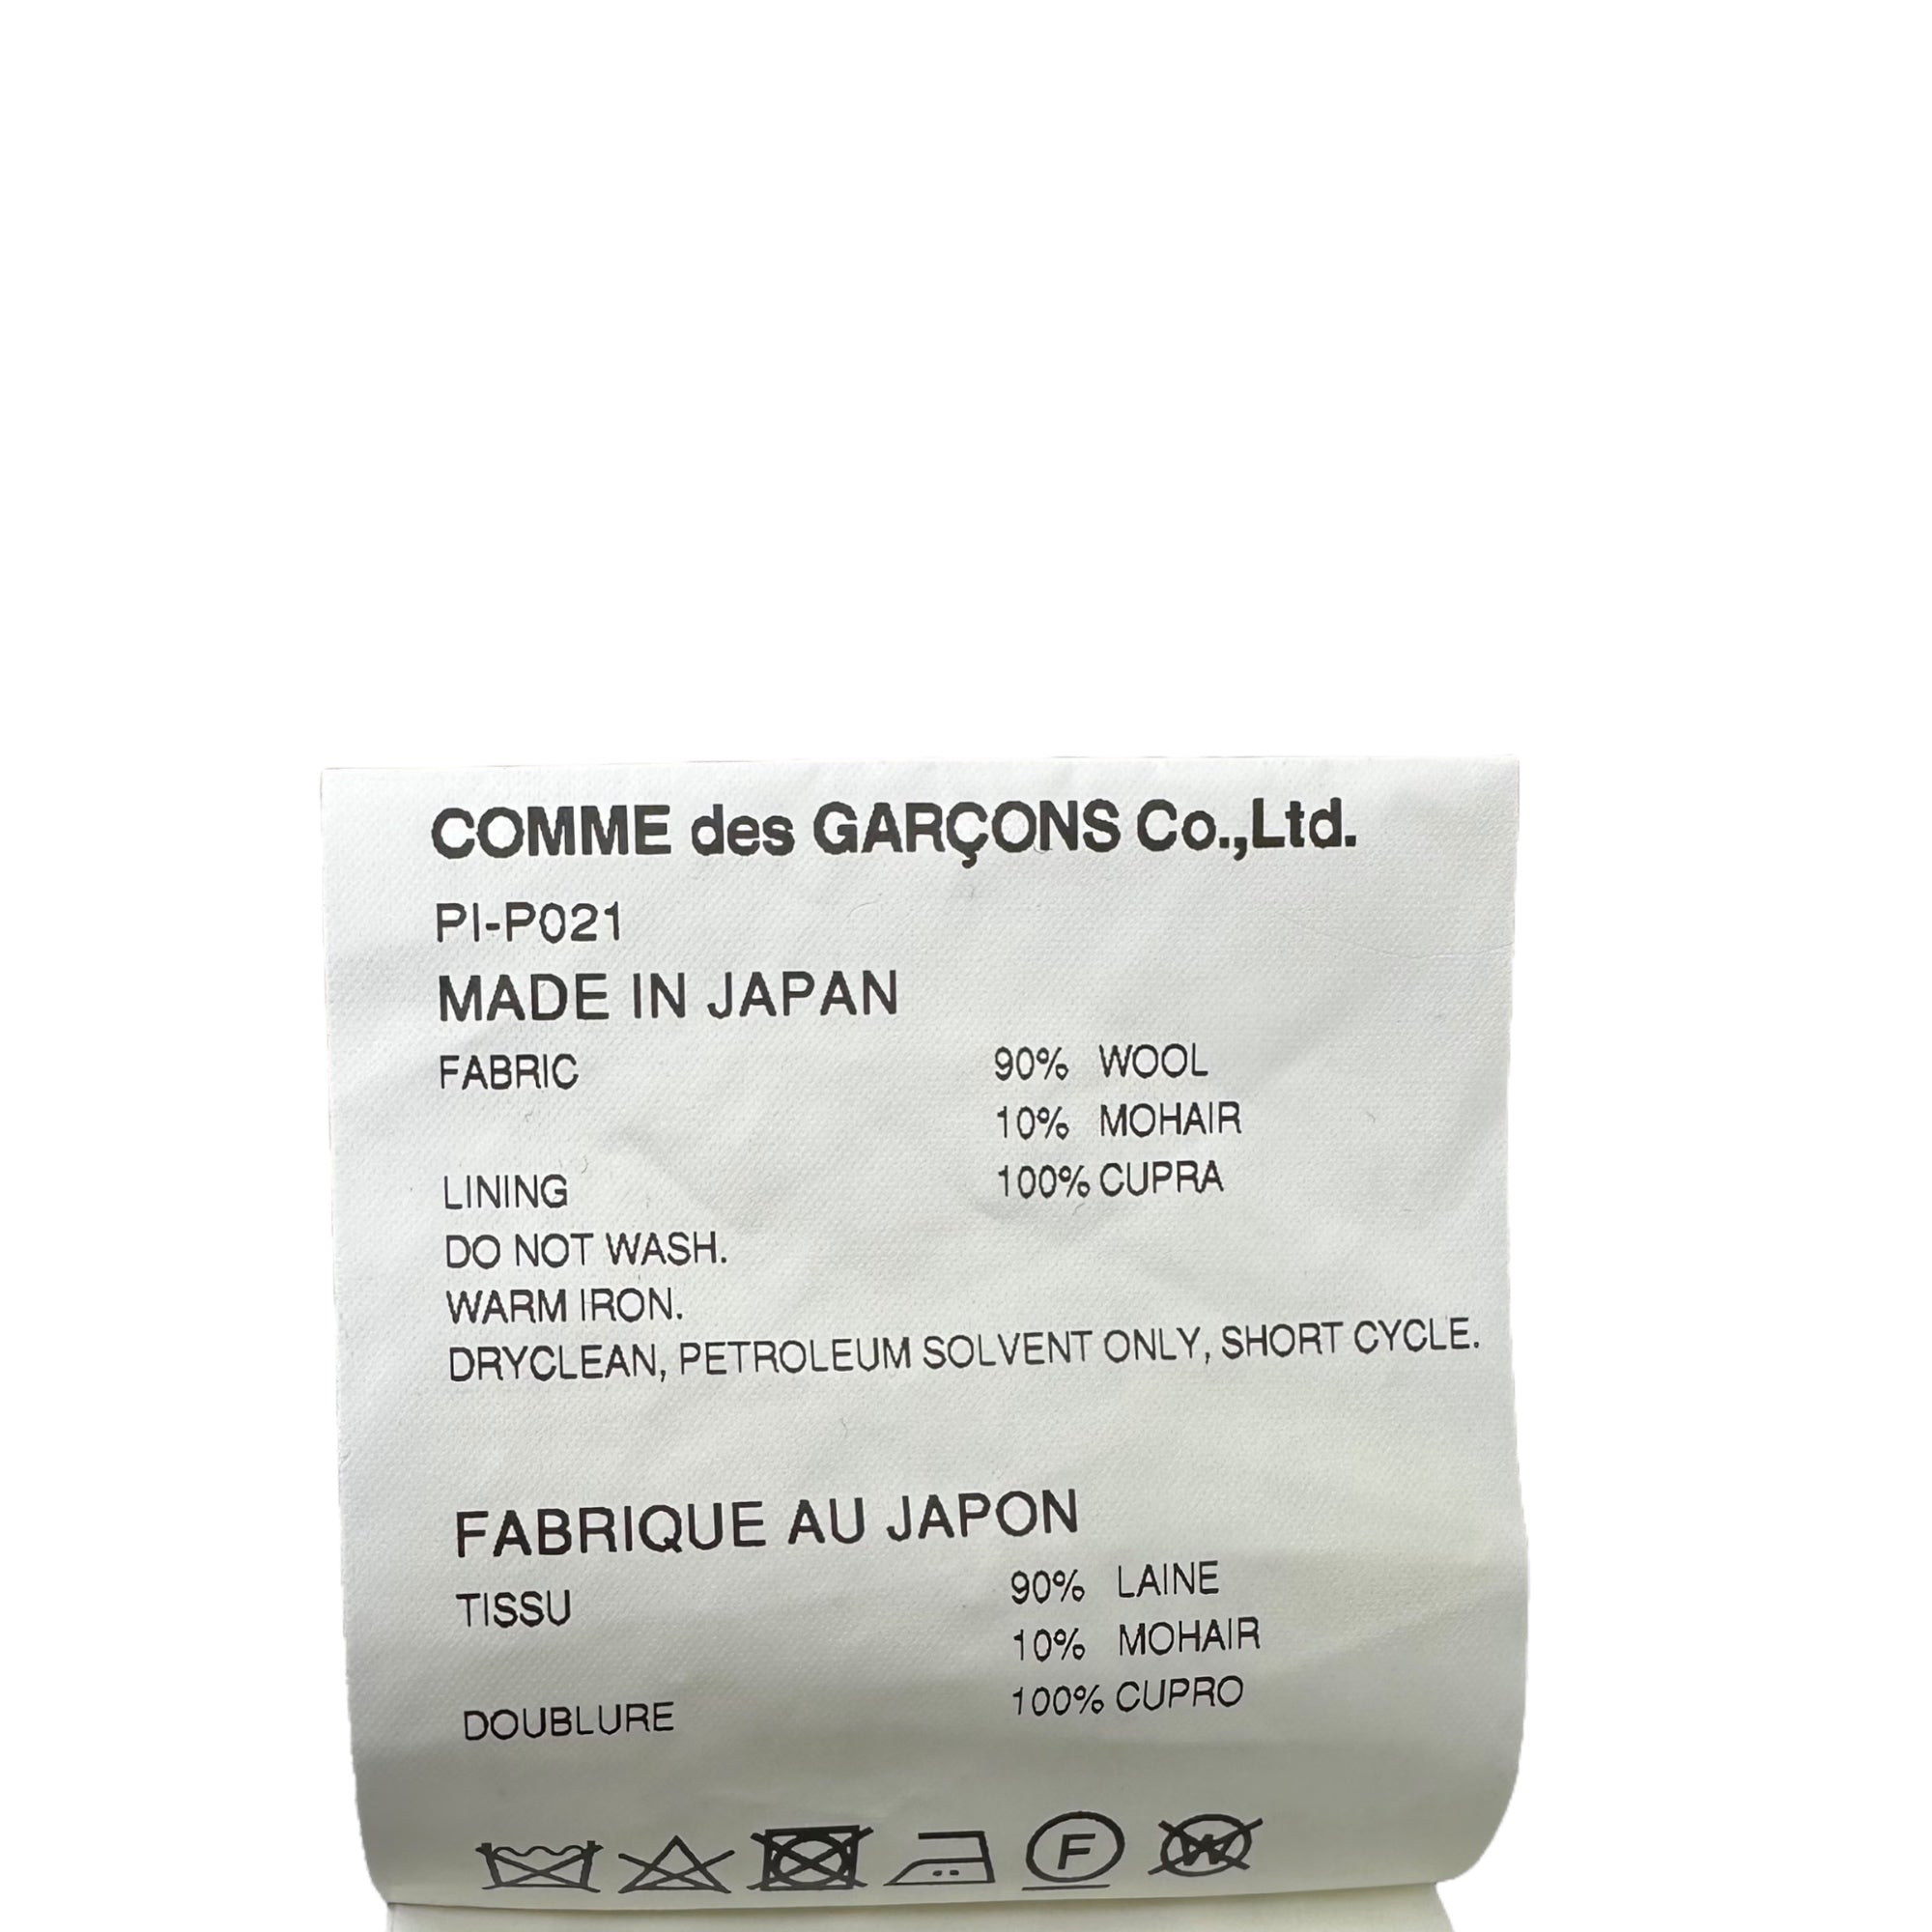 COMME des GARÇONS Co.,Ltd.
PI-P021
MADE IN JAPAN
FABRIC 90% WOOL
10% MOHAIR
LINING 100% CUPRA
DO NOT WASH.
WARM IRON.
DRYCLEAN, PETROLEUM SOLVENT ONLY, SHORT CYCLE.
FABRIQUE AU JAPON
TISSU 90% LAINE
10% MOHAIR
DOUBLURE 100% CUPRO
F W